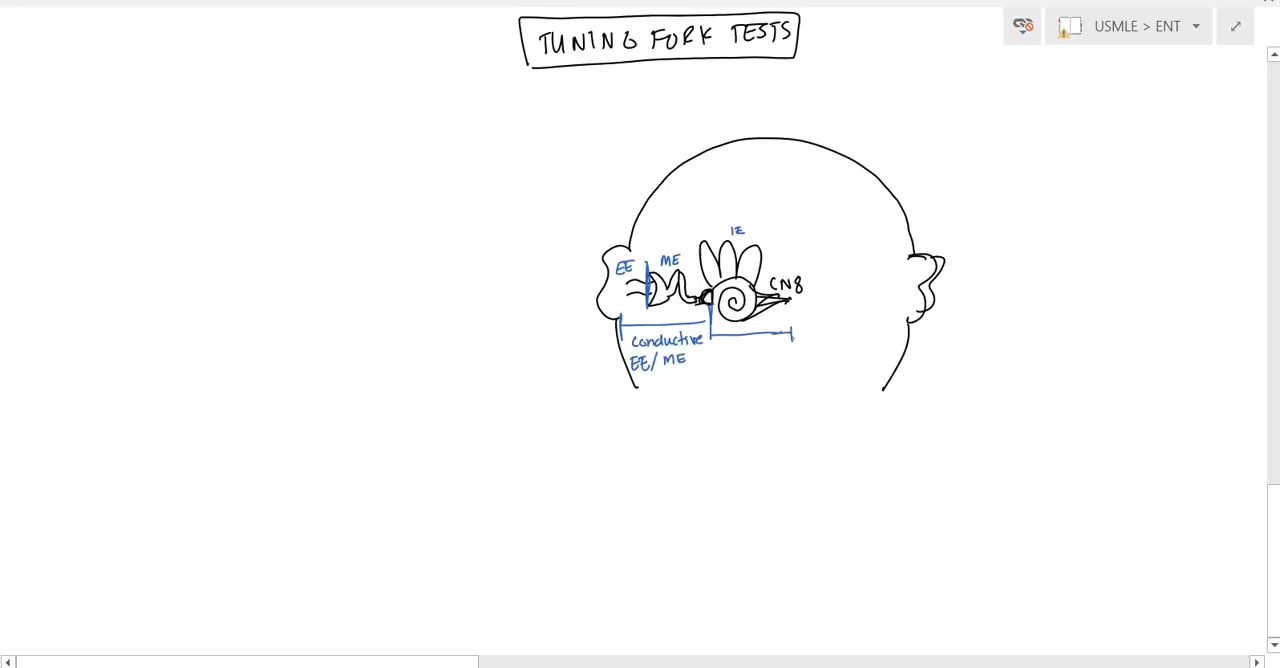 TUNING FORK TESTS
USMLE > ENT
IE
EE
ME
CN8
conductive
EE/ME